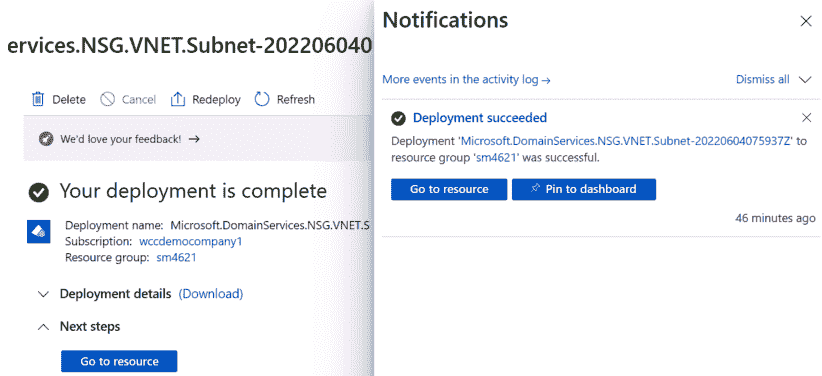 ervices.NSG.VNET.Subnet-202206040
Delete Cancel Redeploy Refresh
We'd love your feedback! →
Your deployment is complete
Deployment name: Microsoft.DomainServices.NSG.VNET.S
Subscription: wccdemocompany1
Resource group: sm4621
Deployment details (Download)
Next steps
Go to resource
Notifications
More events in the activity log →
Dismiss all
Deployment succeeded
Deployment 'Microsoft.DomainServices.NSG.VNET.Subnet-20220604075937Z' to
resource group 'sm4621' was successful.
Go to resource
Pin to dashboard
46 minutes ago